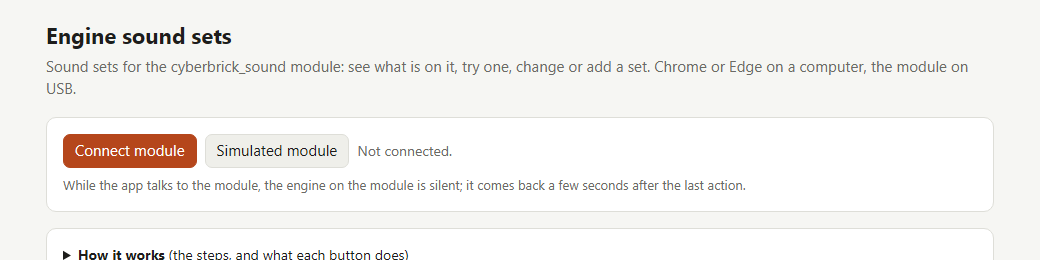 Engine sound sets
Sound sets for the cyberbrick_sound module: see what is on it, try one, change or add a set. Chrome or Edge on a computer, the module on
USB.
Connect module
Simulated module
Not connected.
While the app talks to the module, the engine on the module is silent; it comes back a few seconds after the last action.
How it works (the steps, and what each button does)